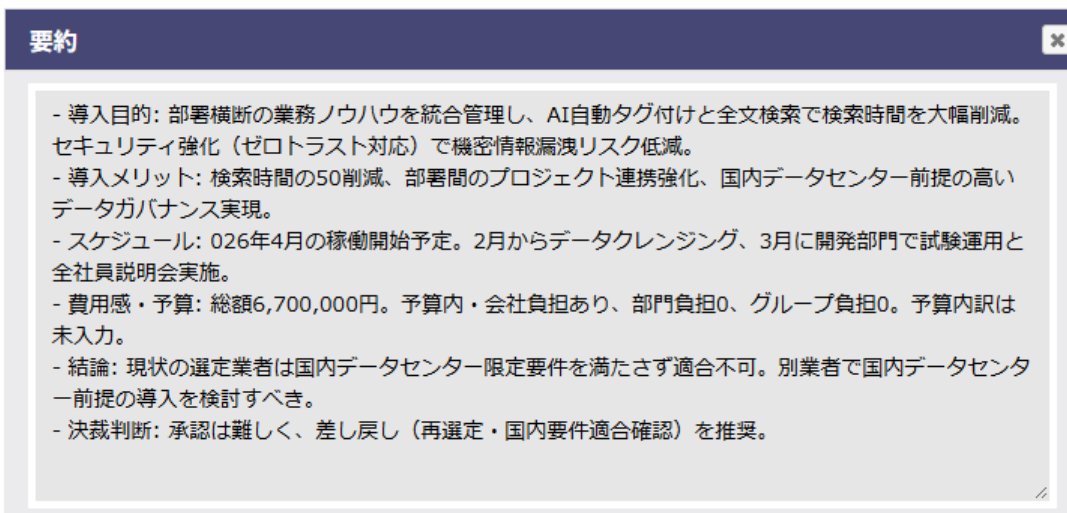 要約
- 導入目的: 部署横断の業務ノウハウを統合管理し、AI自動タグ付けと全文検索で検索時間を大幅削減。
セキュリティ強化（ゼロトラスト対応）で機密情報漏洩リスク低減。
- 導入メリット: 検索時間の50削減、部署間のプロジェクト連携強化、国内データセンター前提の高い
データガバナンス実現。
- スケジュール: 026年4月の稼働開始予定。2月からデータクレンジング、3月に開発部門で試験運用と
全社員説明会実施。
- 費用感・予算: 総額6,700,000円。予算内・会社負担あり、部門負担0、グループ負担0。予算内訳は
未入力。
- 結論: 現状の選定業者は国内データセンター限定要件を満たさず適合不可。別業者で国内データセンタ
ー前提の導入を検討すべき。
- 決裁判断: 承認は難しく、差し戻し（再選定・国内要件適合確認）を推奨。